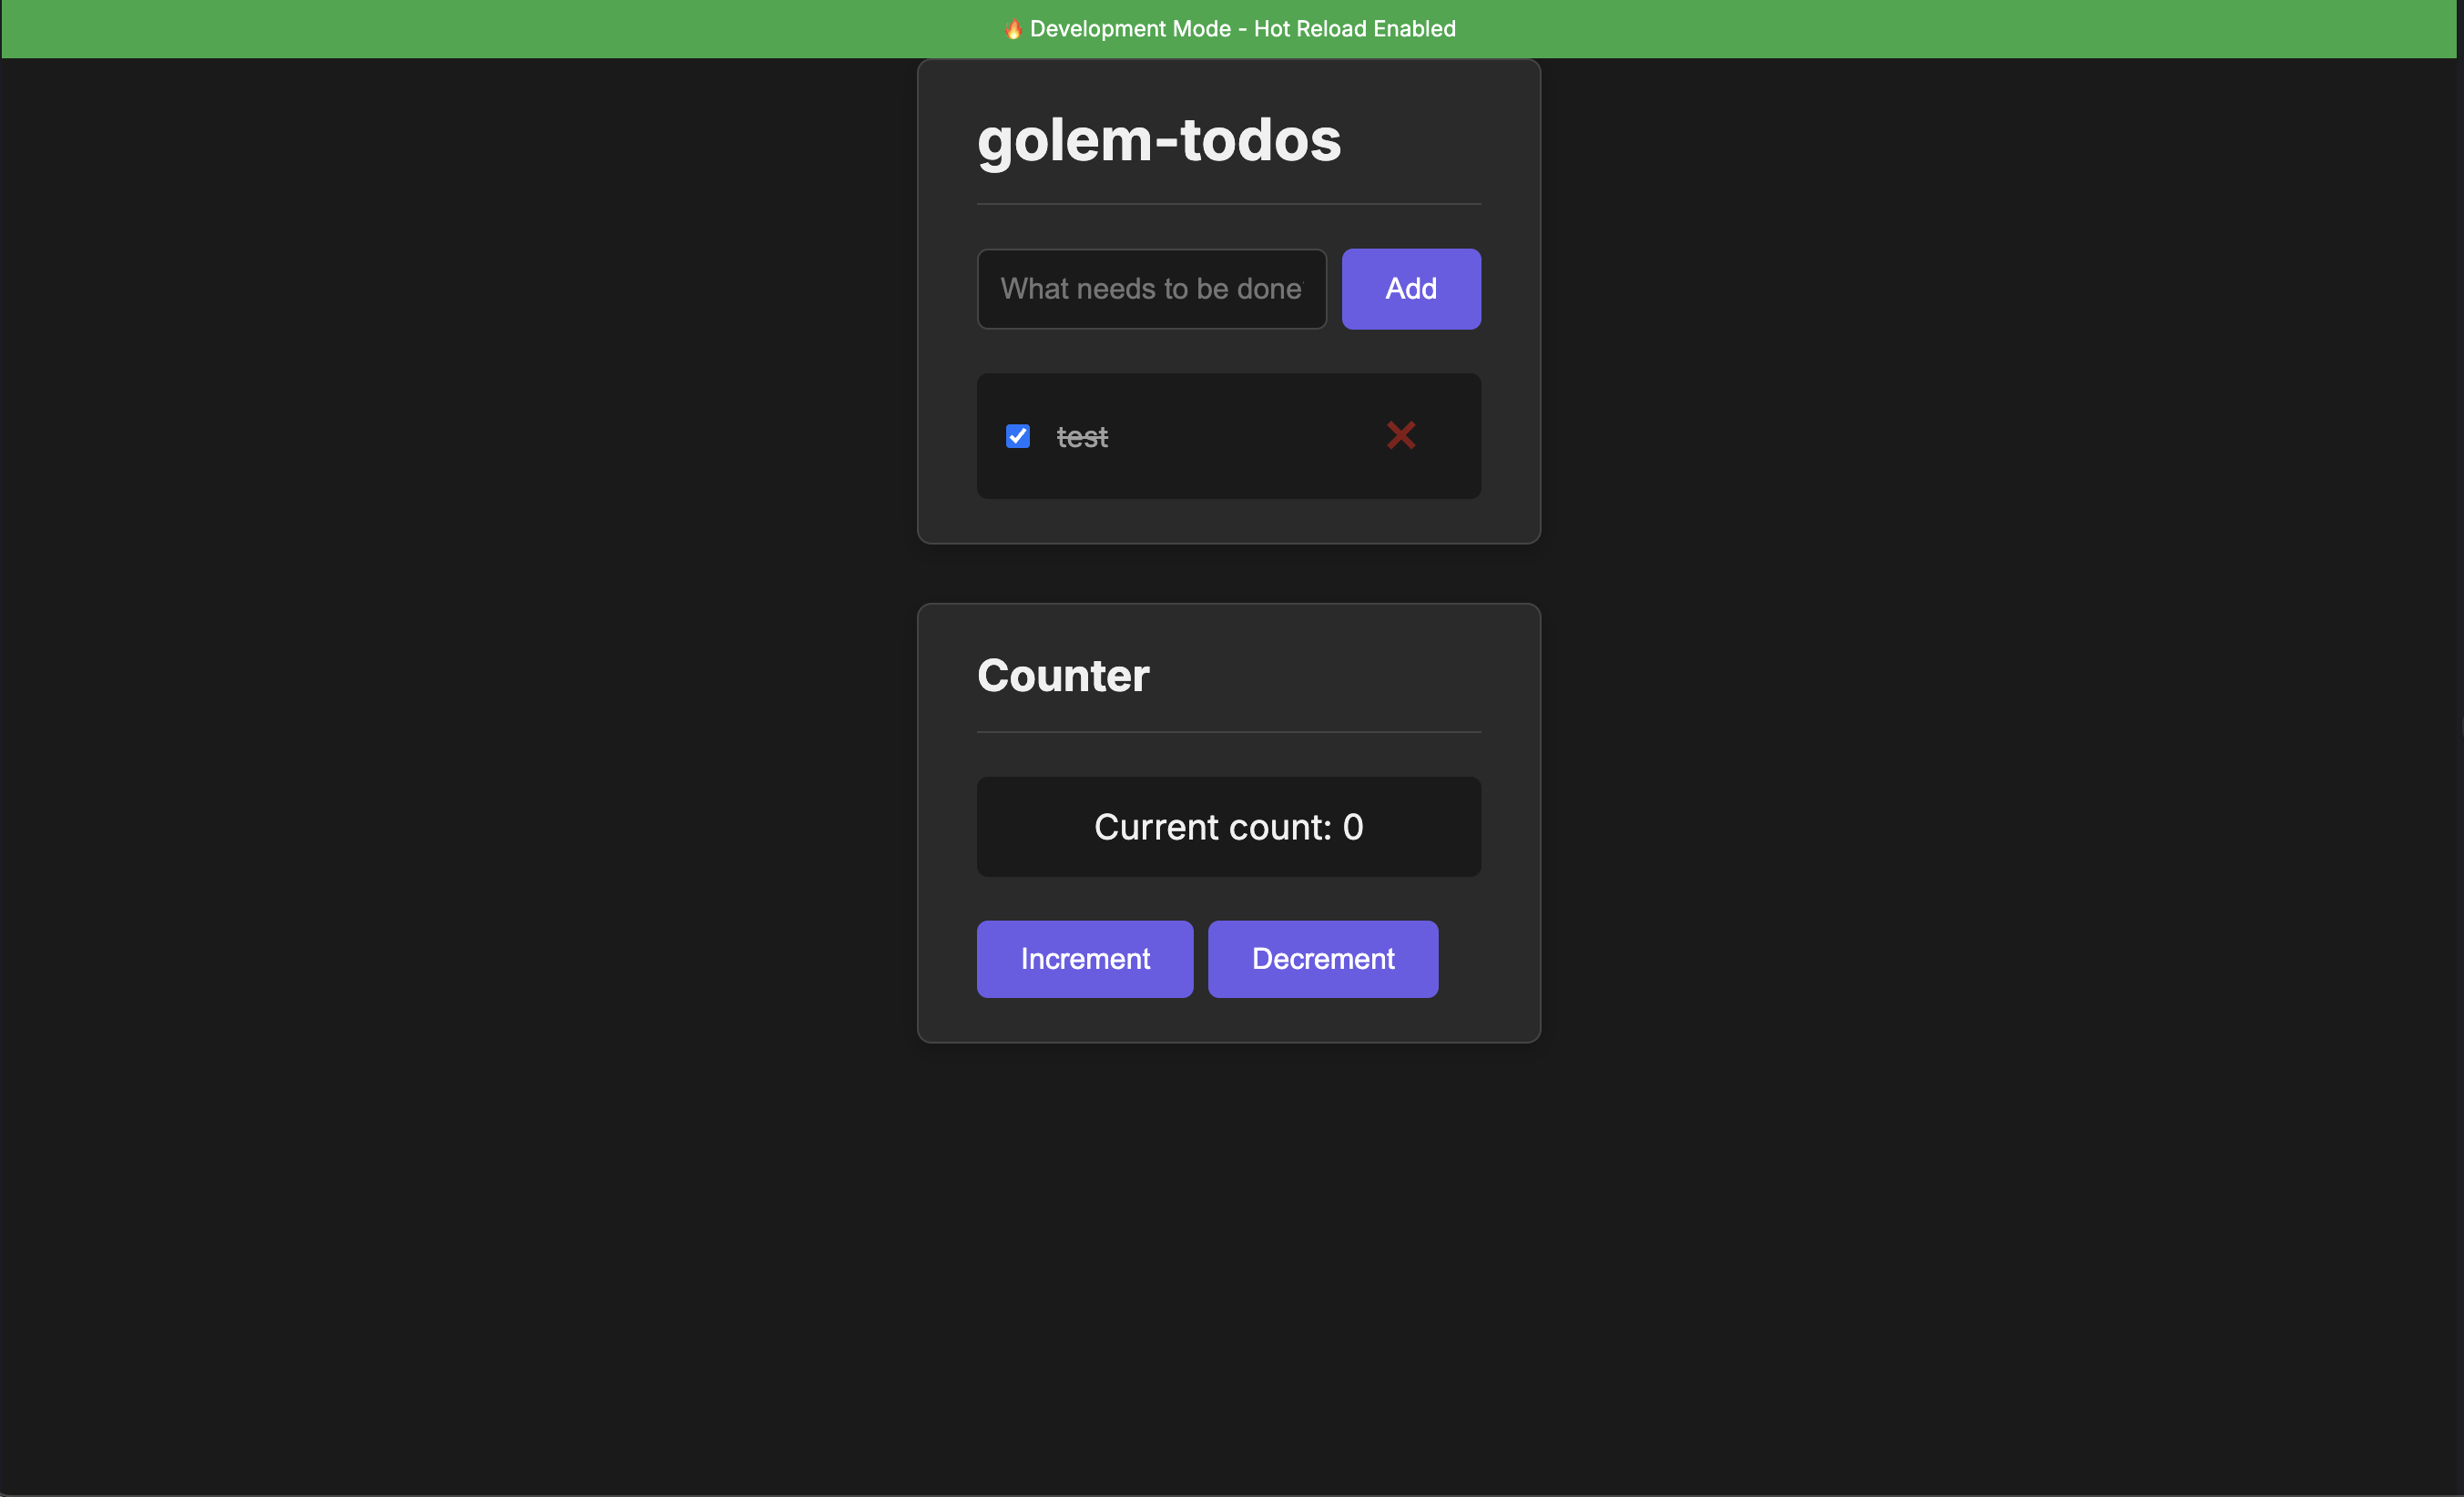 🔥 Development Mode - Hot Reload Enabled
golem-todos
What needs to be done
Add
test
Counter
Current count: 0
Increment
Decrement